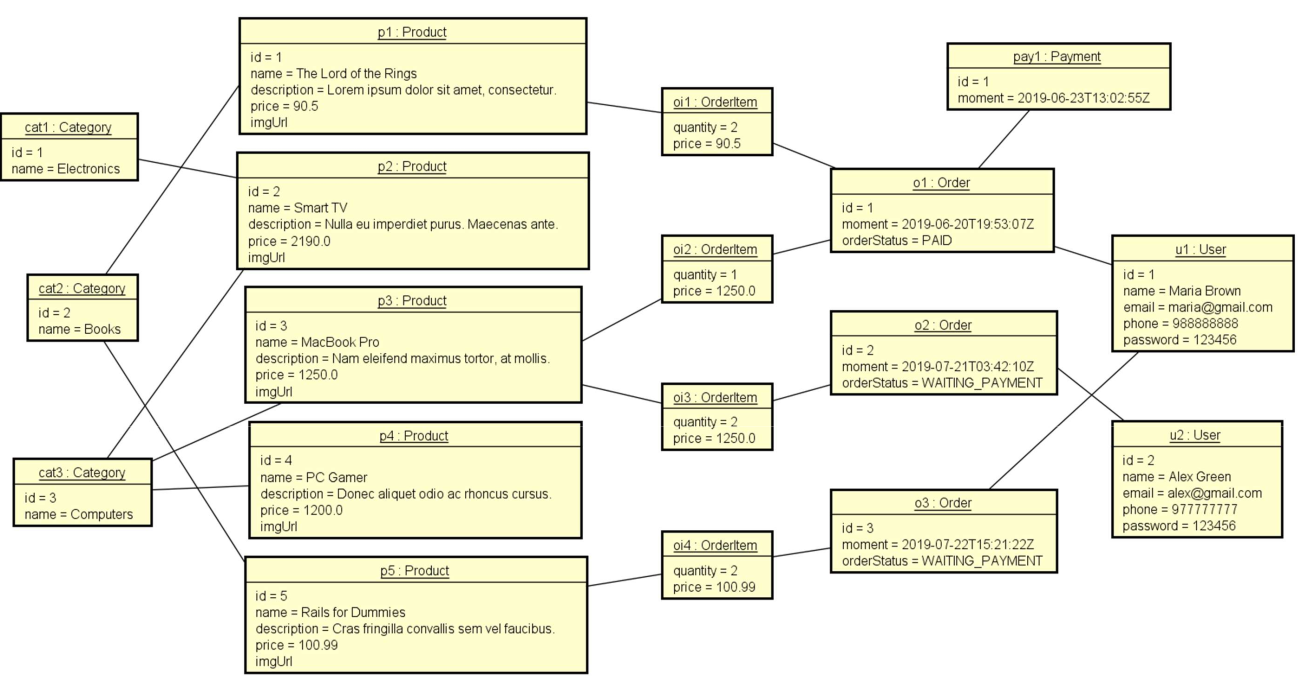 cat1 : Category
id = 1
name = Electronics
cat2 : Category
id = 2
name = Books
cat3 : Category
id = 3
name = Computers
p1 : Product
id = 1
name = The Lord of the Rings
description = Lorem ipsum dolor sit amet, consectetur.
price = 90.5
imgUrl
p2 : Product
id = 2
name = Smart TV
description = Nulla eu imperdiet purus. Maecenas ante.
price = 2190.0
imgUrl
p3 : Product
id = 3
name = MacBook Pro
description = Nam eleifend maximus tortor, at mollis.
price = 1250.0
imgUrl
p4 : Product
id = 4
name = PC Gamer
description = Donec aliquet odio ac rhoncus cursus.
price = 1200.0
imgUrl
p5 : Product
id = 5
name = Rails for Dummies
description = Cras fringilla convallis sem vel faucibus.
price = 100.99
imgUrl
oi1 : OrderItem
quantity = 2
price = 90.5
oi2 : OrderItem
quantity = 1
price = 1250.0
oi3 : OrderItem
quantity = 2
price = 1250.0
oi4 : OrderItem
quantity = 2
price = 100.99
pay1 : Payment
id = 1
moment = 2019-06-23T13:02:55Z
o1 : Order
id = 1
moment = 2019-06-20T19:53:07Z
orderStatus = PAID
o2 : Order
id = 2
moment = 2019-07-21T03:42:10Z
orderStatus = WAITING_PAYMENT
o3 : Order
id = 3
moment = 2019-07-22T15:21:22Z
orderStatus = WAITING_PAYMENT
u1 : User
id = 1
name = Maria Brown
email = maria@gmail.com
phone = 988888888
password = 123456
u2 : User
id = 2
name = Alex Green
email = alex@gmail.com
phone = 977777777
password = 123456